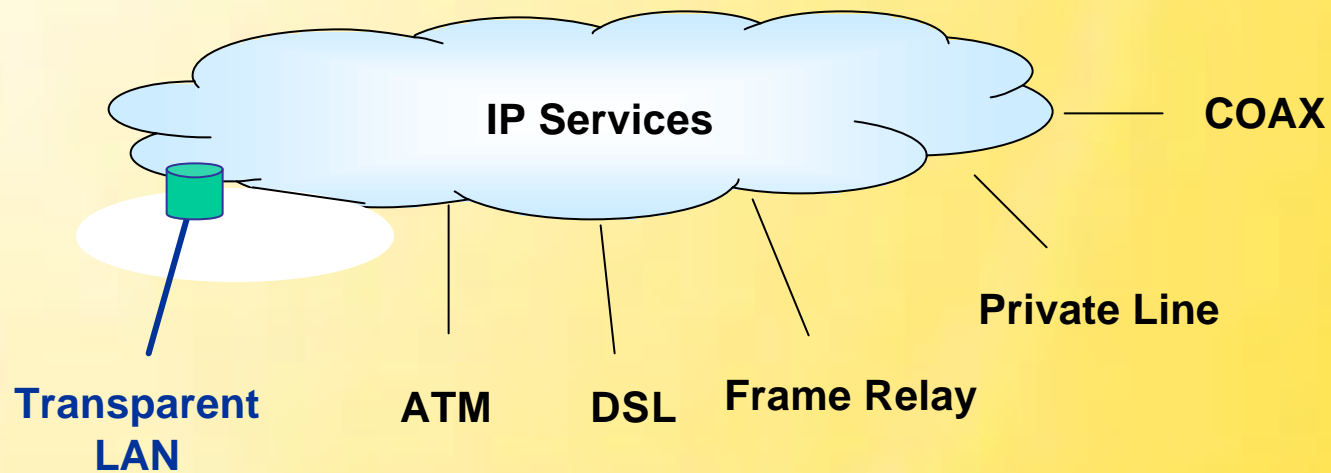 IP Services
COAX
Private Line
Frame Relay
DSL
ATM
Transparent
LAN